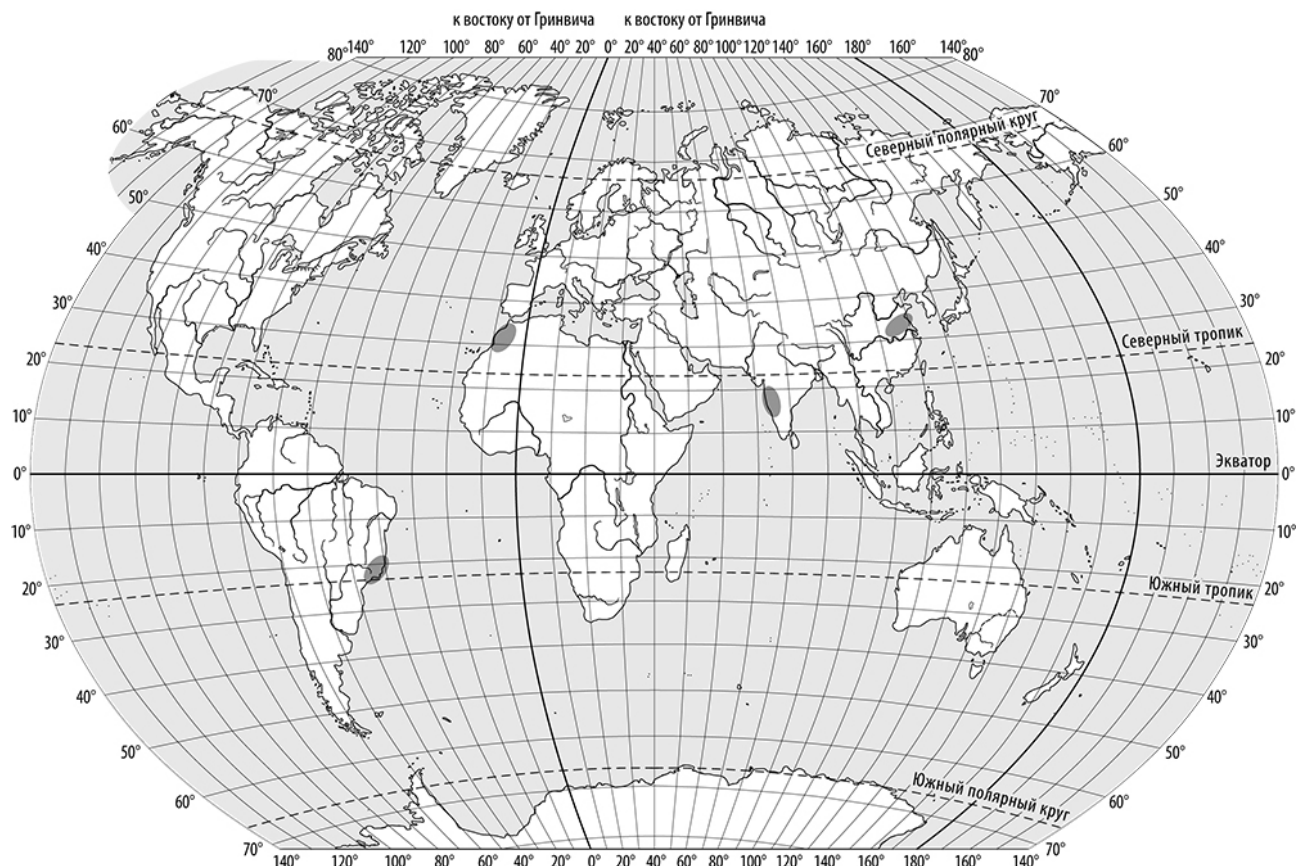 к востоку от Гринвича к востоку от Гринвича
80° 140° 120° 100° 80° 60° 40° 20° 0° 20° 40° 60° 80° 100° 120° 140° 160° 180° 160° 140° 80°
70° 70°
60° Северный полярный круг 60°
50° 50°
40° 40°
30° 30°
Северный тропик
20° 20°
10° 10°
Экватор
0° 0°
10° 10°
20° Южный тропик 20°
30° 30°
40° 40°
50° 50°
60° Южный полярный круг 60°
70° 70°
140° 120° 100° 80° 60° 40° 20° 0° 20° 40° 60° 80° 100° 120° 140° 160° 180° 160° 140°